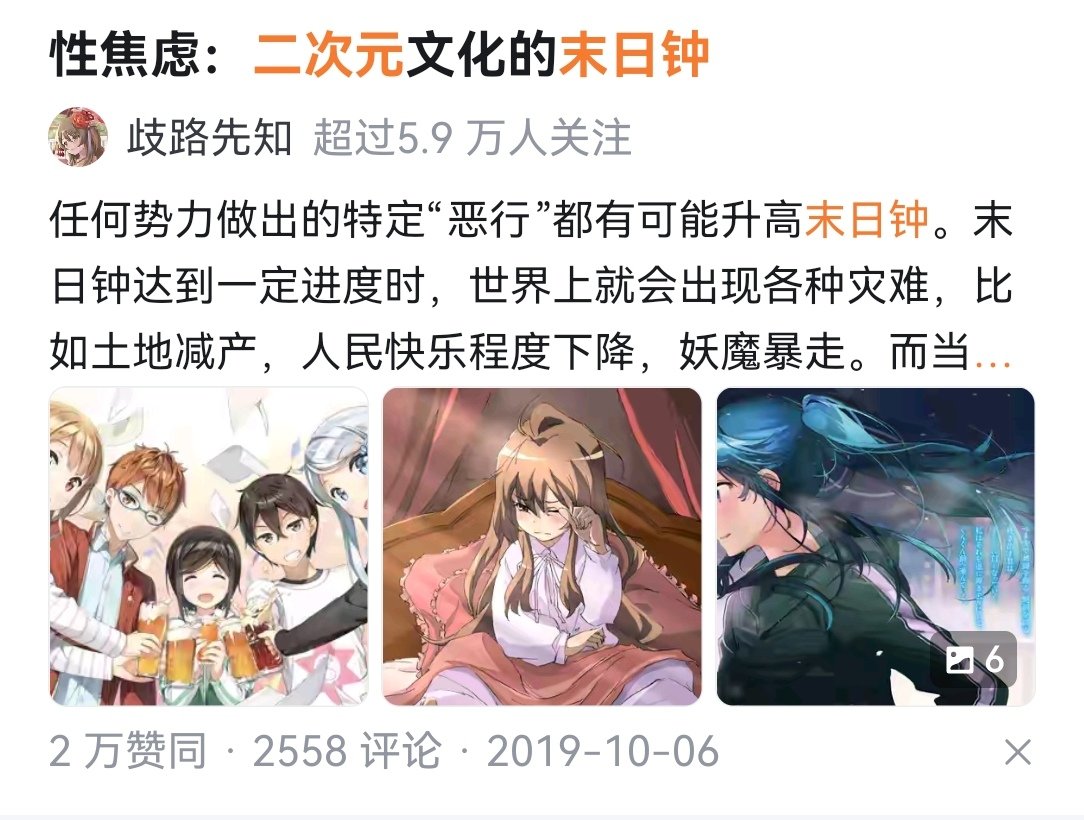 性焦虑：二次元文化的末日钟
歧路先知 超过5.9 万人关注
任何势力做出的特定“恶行”都有可能升高末日钟。末
日钟达到一定进度时，世界上就会出现各种灾难，比
如土地减产，人民快乐程度下降，妖魔暴走。而当...
6
2 万赞同 · 2558 评论 · 2019-10-06